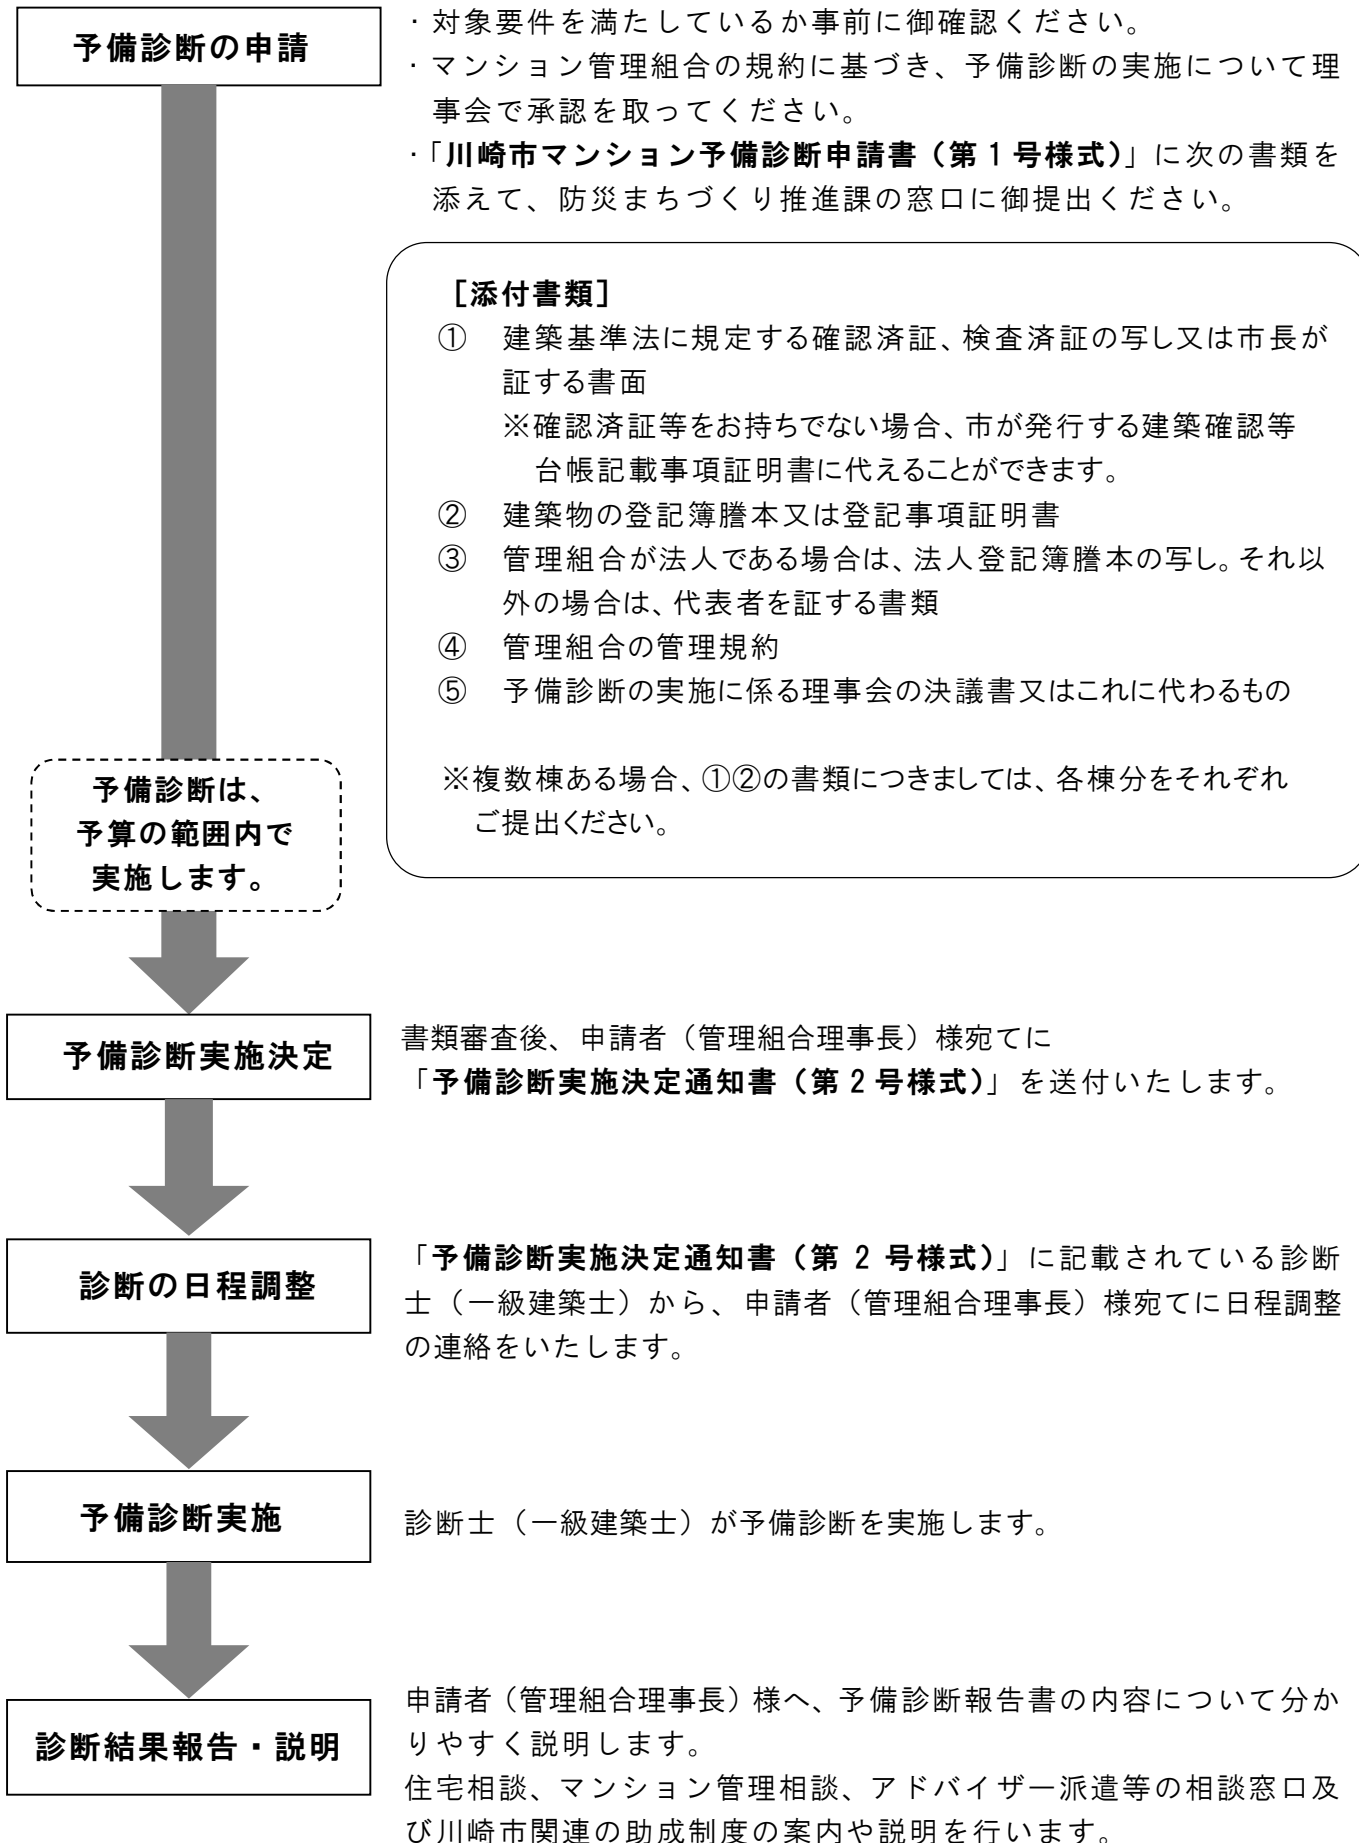 予備診断の申請
・対象要件を満たしているか事前に御確認ください。
・マンション管理組合の規約に基づき、予備診断の実施について理
事会で承認を取ってください。
・「川崎市マンション予備診断申請書（第1号様式）」に次の書類を
添えて、防災まちづくり推進課の窓口に御提出ください。
［添付書類］
① 建築基準法に規定する確認済証、検査済証の写し又は市長が
証する書面
※確認済証等をお持ちでない場合、市が発行する建築確認等
台帳記載事項証明書に代えることができます。
② 建築物の登記簿謄本又は登記事項証明書
③ 管理組合が法人である場合は、法人登記簿謄本の写し。それ以
外の場合は、代表者を証する書類
④ 管理組合の管理規約
⑤ 予備診断の実施に係る理事会の決議書又はこれに代わるもの
※複数棟ある場合、①②の書類につきましては、各棟分をそれぞれ
ご提出ください。
予備診断は、
予算の範囲内で
実施します。
予備診断実施決定
書類審査後、申請者（管理組合理事長）様宛てに
「予備診断実施決定通知書（第2号様式）」を送付いたします。
診断の日程調整
「予備診断実施決定通知書（第 2 号様式）」に記載されている診断
士（一級建築士）から、申請者（管理組合理事長）様宛てに日程調整
の連絡をいたします。
予備診断実施
診断士（一級建築士）が予備診断を実施します。
診断結果報告・説明
申請者（管理組合理事長）様へ、予備診断報告書の内容について分か
りやすく説明します。
住宅相談、マンション管理相談、アドバイザー派遣等の相談窓口及
び川崎市関連の助成制度の案内や説明を行います。